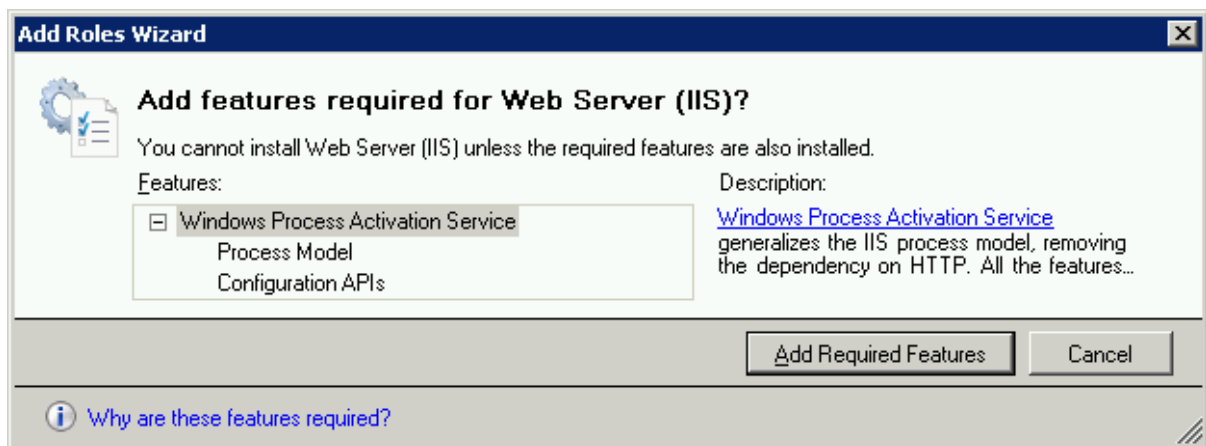 Add Roles Wizard
Add features required for Web Server (IIS)?
You cannot install Web Server (IIS) unless the required features are also installed.
Features:
Description:
Windows Process Activation Service
Process Model
Configuration APIs
Windows Process Activation Service
generalizes the IIS process model, removing
the dependency on HTTP. All the features...
Add Required Features
Cancel
Why are these features required?